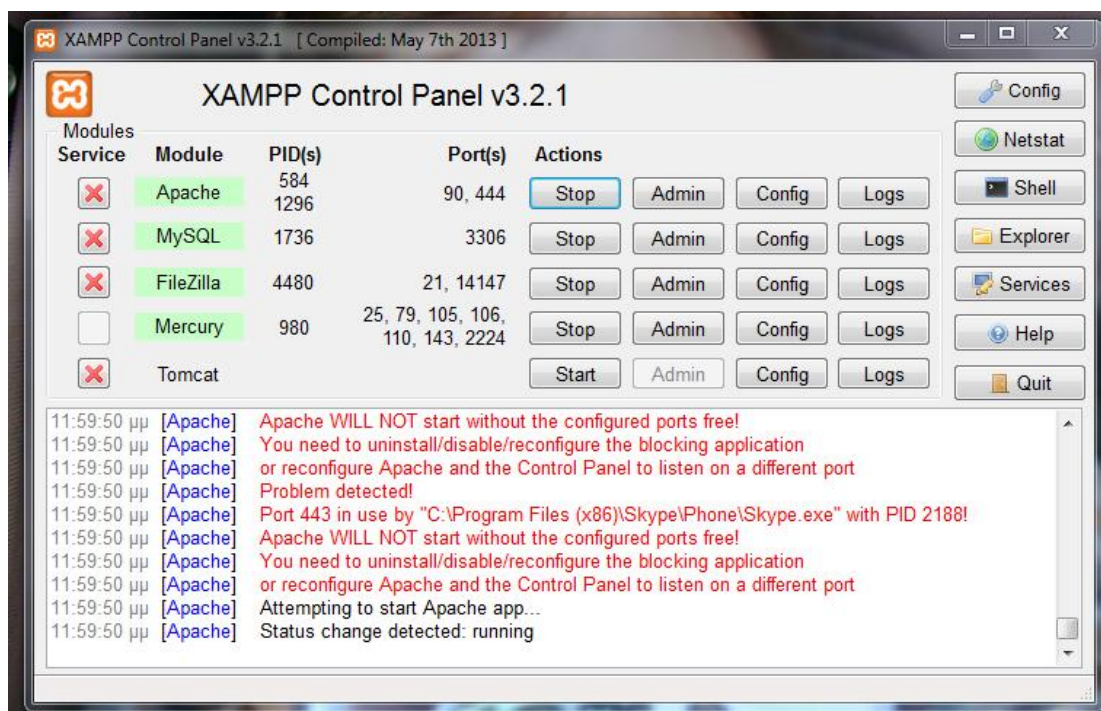 XAMPP Control Panel v3.2.1 [ Compiled: May 7th 2013 ]
XAMPP Control Panel v3.2.1
Config
Netstat
Shell
Explorer
Services
Help
Quit
Modules
Service Module PID(s) Port(s) Actions
Apache 584 1296 90, 444 Stop Admin Config Logs
MySQL 1736 3306 Stop Admin Config Logs
FileZilla 4480 21, 14147 Stop Admin Config Logs
Mercury 980 25, 79, 105, 106, 110, 143, 2224 Stop Admin Config Logs
Tomcat Start Admin Config Logs
11:59:50 μμ [Apache] Apache WILL NOT start without the configured ports free!
11:59:50 μμ [Apache] You need to uninstall/disable/reconfigure the blocking application
11:59:50 μμ [Apache] or reconfigure Apache and the Control Panel to listen on a different port
11:59:50 μμ [Apache] Problem detected!
11:59:50 μμ [Apache] Port 443 in use by "C:\Program Files (x86)\Skype\Phone\Skype.exe" with PID 2188!
11:59:50 μμ [Apache] Apache WILL NOT start without the configured ports free!
11:59:50 μμ [Apache] You need to uninstall/disable/reconfigure the blocking application
11:59:50 μμ [Apache] or reconfigure Apache and the Control Panel to listen on a different port
11:59:50 μμ [Apache] Attempting to start Apache app...
11:59:50 μμ [Apache] Status change detected: running